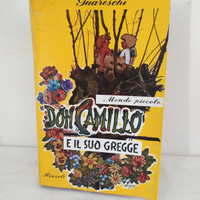 Guareschi
Mondo piccolo
DON CAMILLO
E IL SUO GREGGE
Rizzoli